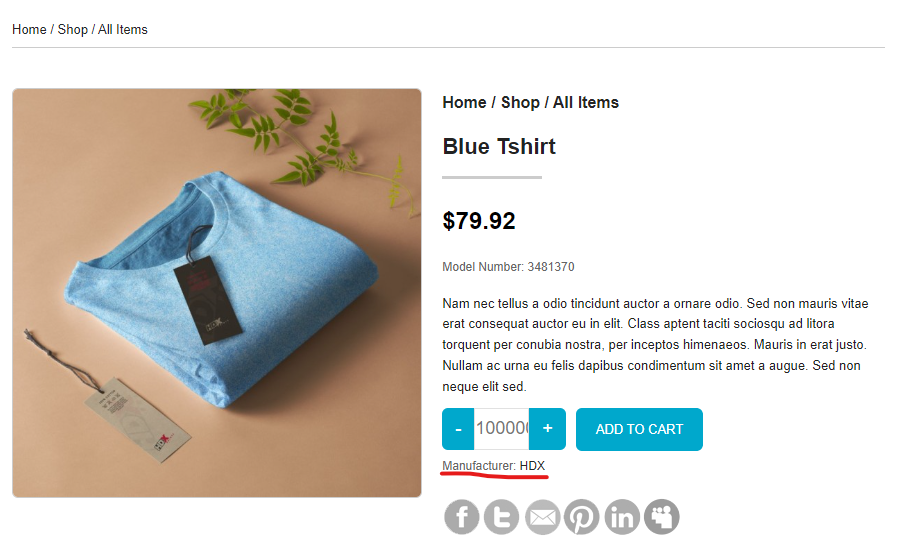 Home / Shop / All Items
Home / Shop / All Items
Blue Tshirt
$79.92
Model Number: 3481370
Nam nec tellus a odio tincidunt auctor a ornare odio. Sed non mauris vitae
erat consequat auctor eu in elit. Class aptent taciti sociosqu ad litora
torquent per conubia nostra, per inceptos himenaeos. Mauris in erat justo.
Nullam ac urna eu felis dapibus condimentum sit amet a augue. Sed non
neque elit sed.
- 10000 + ADD TO CART
Manufacturer: HDX
HDX
HDX